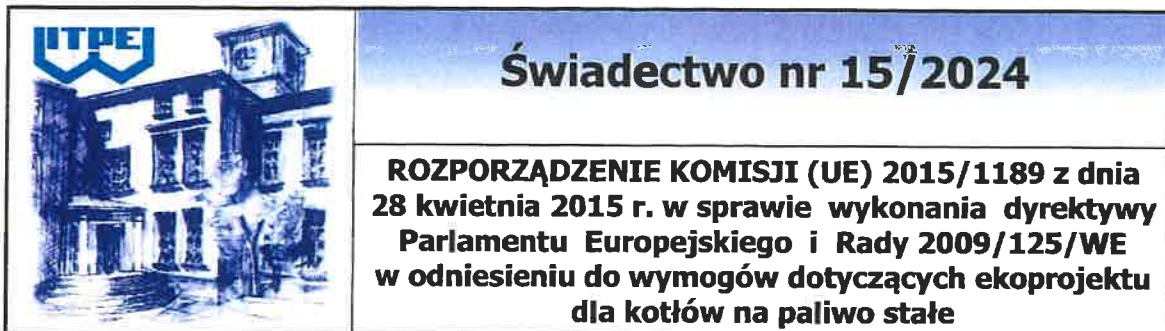 ITPE
Świadectwo nr 15/2024
ROZPORZĄDZENIE KOMISJI (UE) 2015/1189 z dnia
28 kwietnia 2015 r. w sprawie wykonania dyrektywy
Parlamentu Europejskiego i Rady 2009/125/WE
w odniesieniu do wymogów dotyczących ekoprojektu
dla kotłów na paliwo stałe